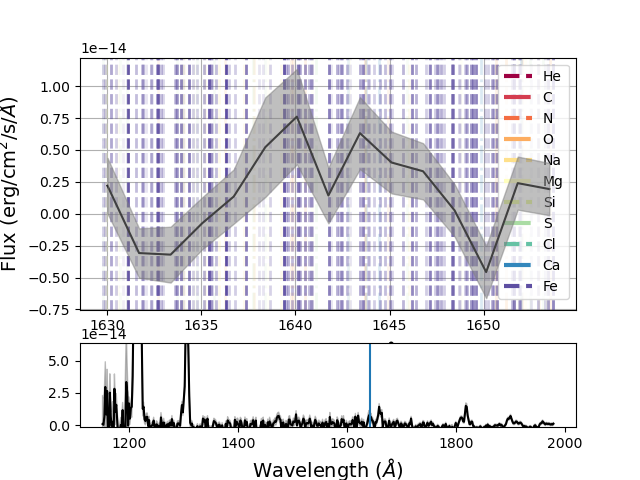 1e−14
1.00
0.75
0.50
0.25
0.00
−0.25
−0.50
−0.75
Flux (erg/cm²/s/Å)
He
C
N
O
Na
Mg
Si
S
Cl
Ca
Fe
1630 1635 1640 1645 1650
1e−14
5.0
2.5
0.0
1200 1400 1600 1800 2000
Wavelength (Å)